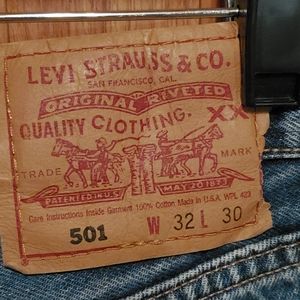 LEVI STRAUSS & CO.
SAN FRANCISCO, CAL.
ORIGINAL RIVETED
QUALITY CLOTHING. XX
TRADE MARK
PATENTED IN U.S. MAY 20 1873
Care Instructions Inside Garment 100% Cotton Made in U.S.A. WPL 423
501 W 32 L 30